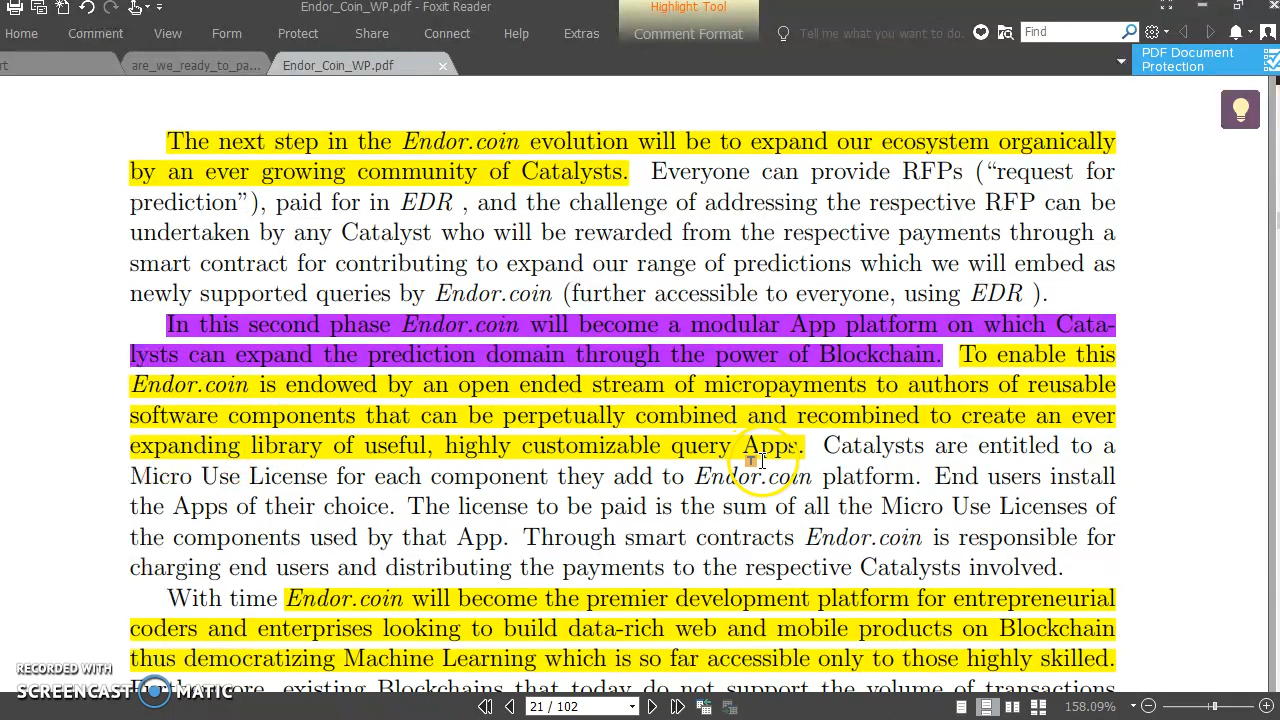 Endor_Coin_WP.pdf - Foxit Reader
Highlight Tool
Home Comment View Form Protect Share Connect Help Extras Comment Format Tell me what you want to do. Find
rt are_we_ready_to_pa... Endor_Coin_WP.pdf × PDF Document
Protection
The next step in the Endor.coin evolution will be to expand our ecosystem organically
by an ever growing community of Catalysts. Everyone can provide RFPs (“request for
prediction”), paid for in EDR , and the challenge of addressing the respective RFP can be
undertaken by any Catalyst who will be rewarded from the respective payments through a
smart contract for contributing to expand our range of predictions which we will embed as
newly supported queries by Endor.coin (further accessible to everyone, using EDR ).
In this second phase Endor.coin will become a modular App platform on which Cata-
lysts can expand the prediction domain through the power of Blockchain. To enable this
Endor.coin is endowed by an open ended stream of micropayments to authors of reusable
software components that can be perpetually combined and recombined to create an ever
expanding library of useful, highly customizable query Apps. Catalysts are entitled to a
Micro Use License for each component they add to Endor.coin platform. End users install
the Apps of their choice. The license to be paid is the sum of all the Micro Use Licenses of
the components used by that App. Through smart contracts Endor.coin is responsible for
charging end users and distributing the payments to the respective Catalysts involved.
With time Endor.coin will become the premier development platform for entrepreneurial
coders and enterprises looking to build data-rich web and mobile products on Blockchain
thus democratizing Machine Learning which is so far accessible only to those highly skilled.
existing Blockchains that today do not support the volume of transactions
RECORDED WITH
SCREENCAST MATIC
21 / 102
158.09%